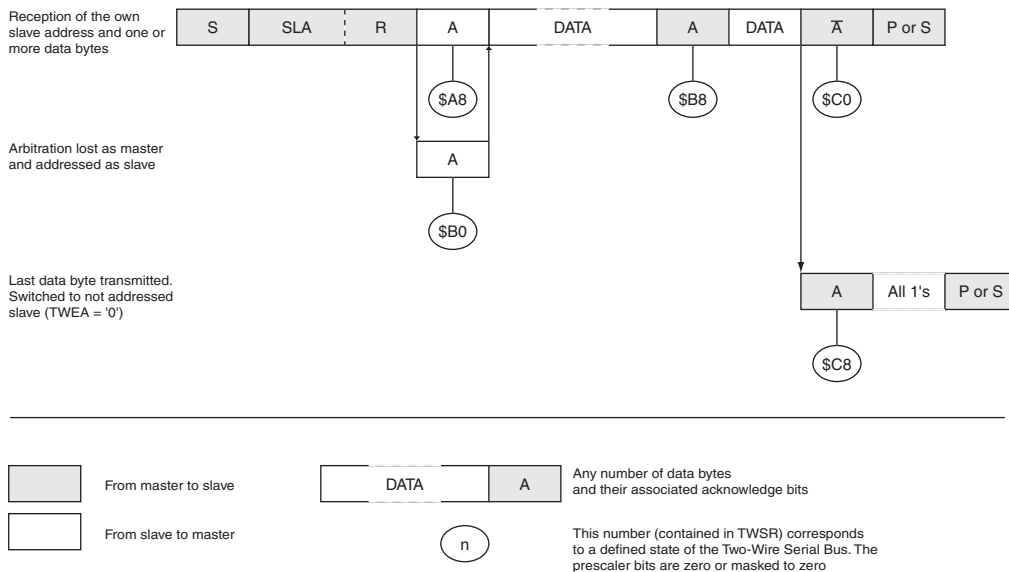 Reception of the own
slave address and one or
more data bytes
S SLA R A DATA A DATA A̅ P or S
$A8 $B8 $C0
Arbitration lost as master
and addressed as slave
A
$B0
Last data byte transmitted.
Switched to not addressed
slave (TWEA = '0')
A All 1's P or S
$C8
From master to slave
DATA A
Any number of data bytes
and their associated acknowledge bits
From slave to master
n
This number (contained in TWSR) corresponds
to a defined state of the Two-Wire Serial Bus. The
prescaler bits are zero or masked to zero